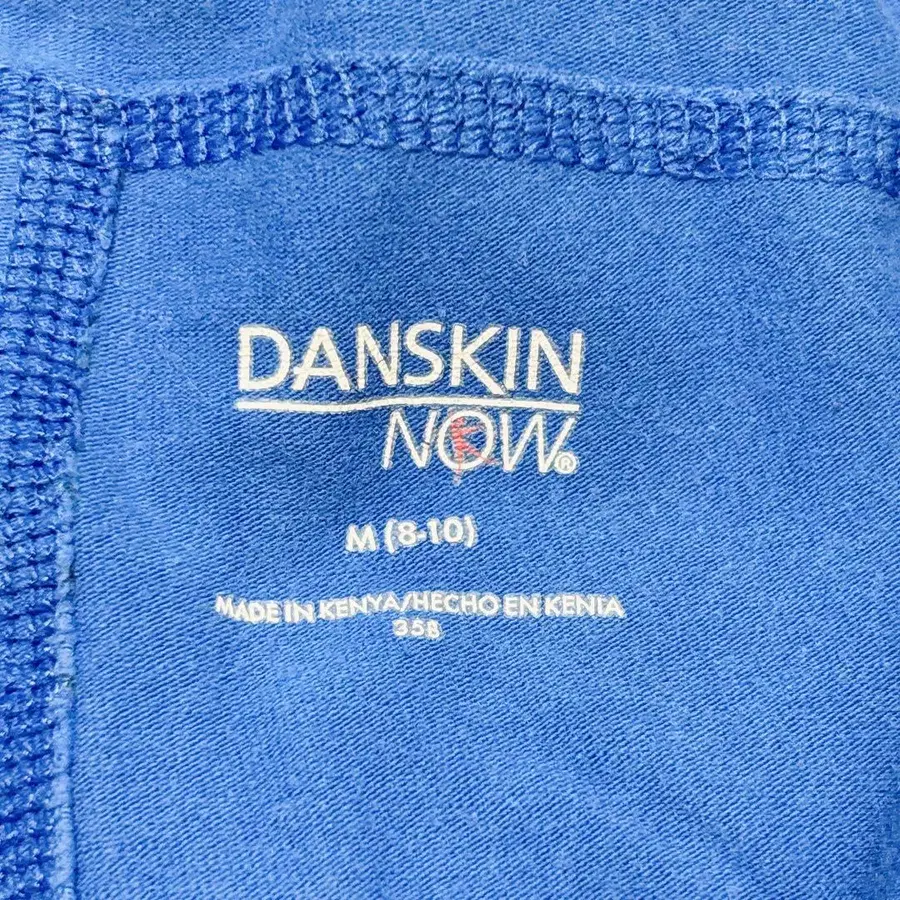 DANSKIN
NOW®
M (8-10)
MADE IN KENYA/HECHO EN KENIA
358